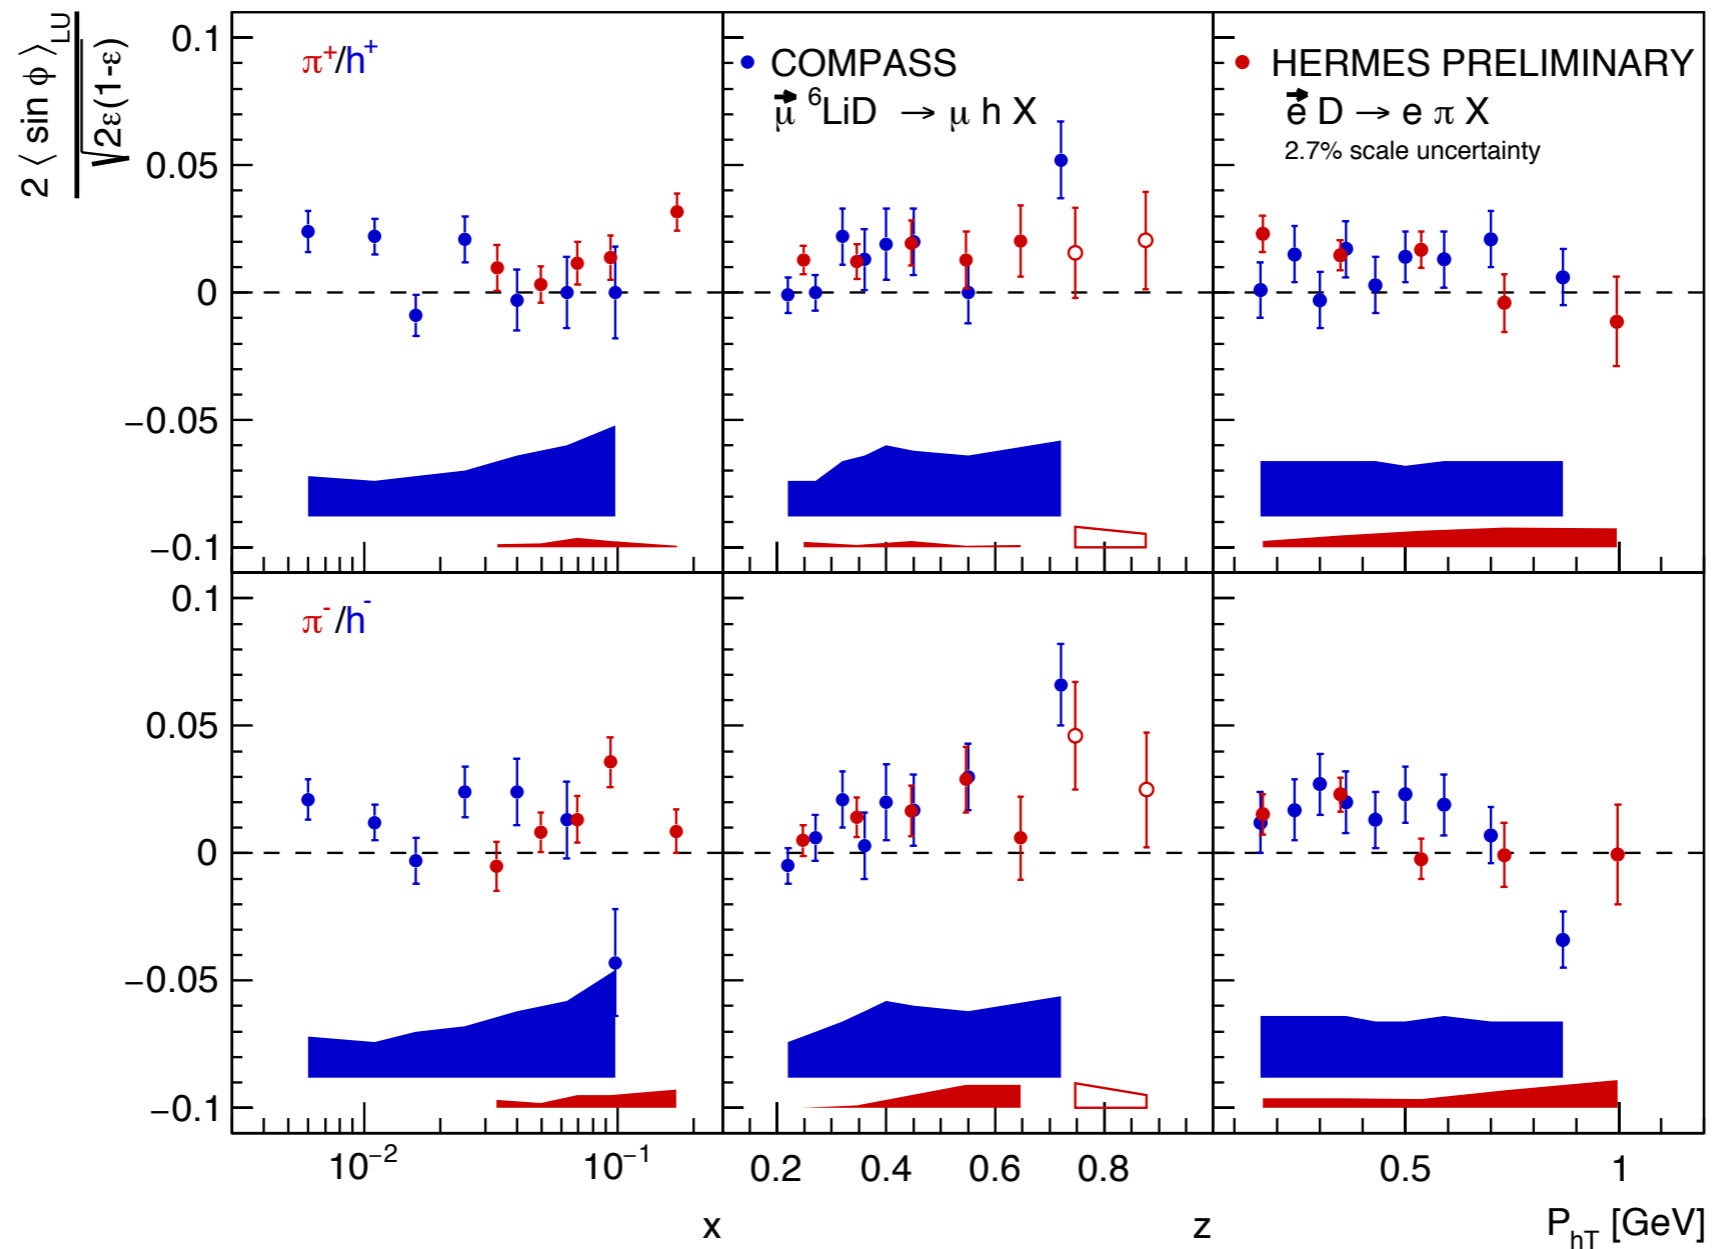 2 ⟨ sin ϕ ⟩LU
√2ε(1-ε)
0.1
0.05
0
−0.05
−0.1
π+/h+
COMPASS
μ 6LiD → μ h X
HERMES PRELIMINARY
e D → e π X
2.7% scale uncertainty
0.1
0.05
0
−0.05
−0.1
π-/h-
10−2 10−1
0.2 0.4 0.6 0.8
0.5 1
x
z
PhT [GeV]